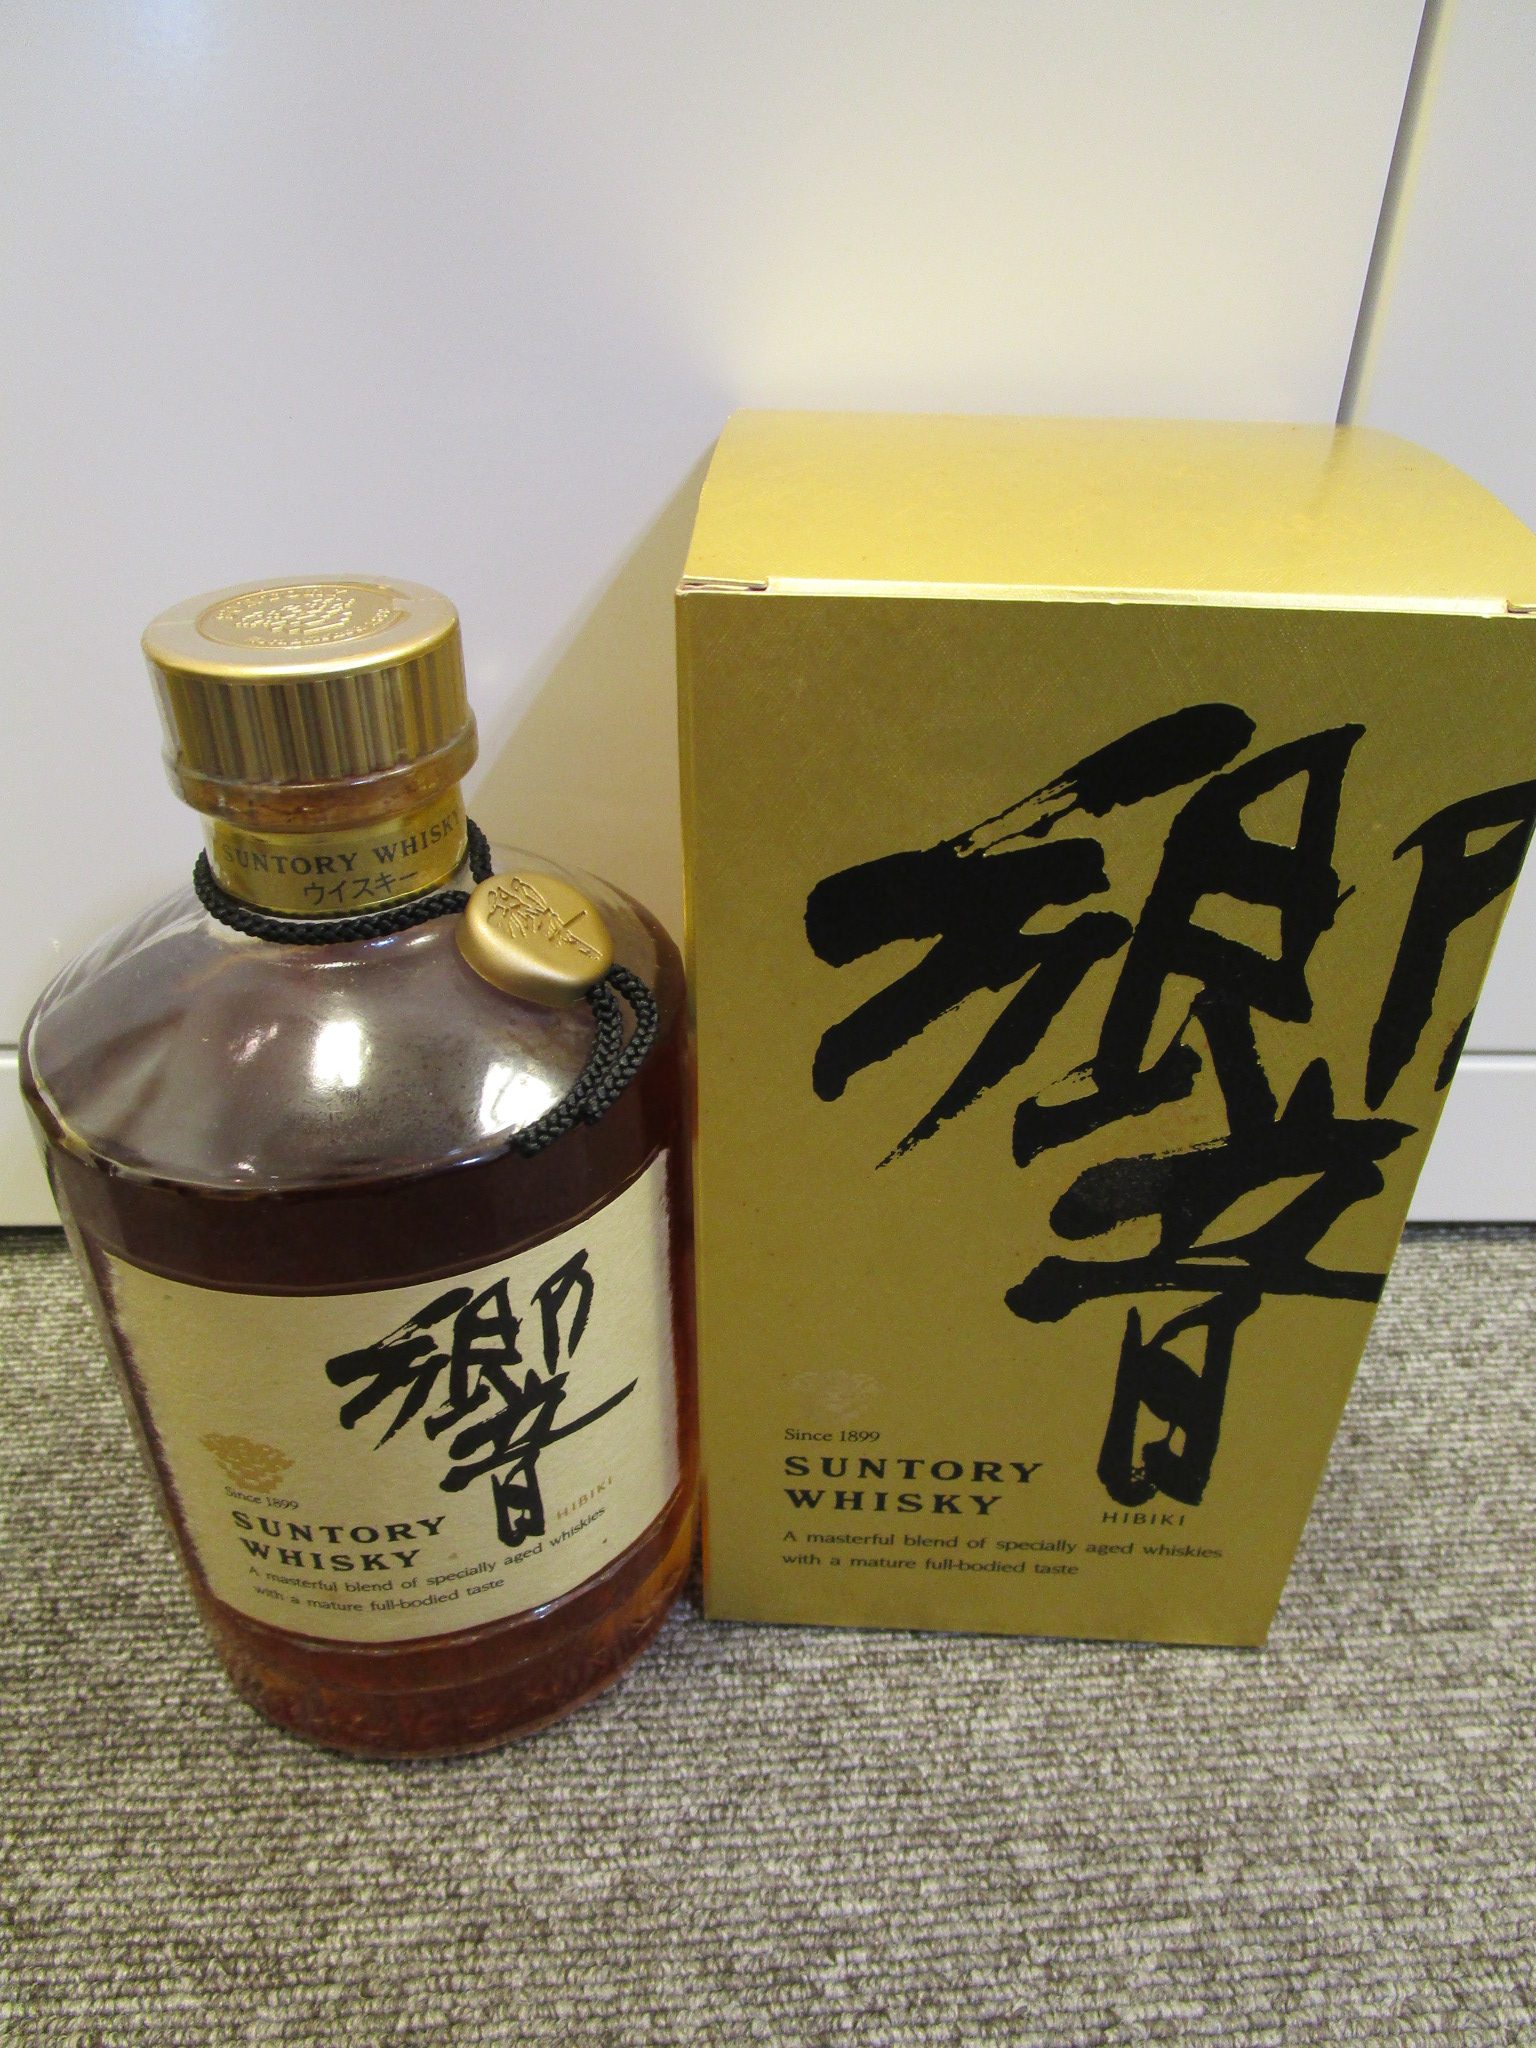 SUNTORY WHISKY
ウイスキー
響
HIBIKI
Since 1899
SUNTORY
WHISKY
A masterful blend of specially aged whiskies
with a mature full-bodied taste
響
Since 1899
SUNTORY
WHISKY
HIBIKI
A masterful blend of specially aged whiskies
with a mature full-bodied taste